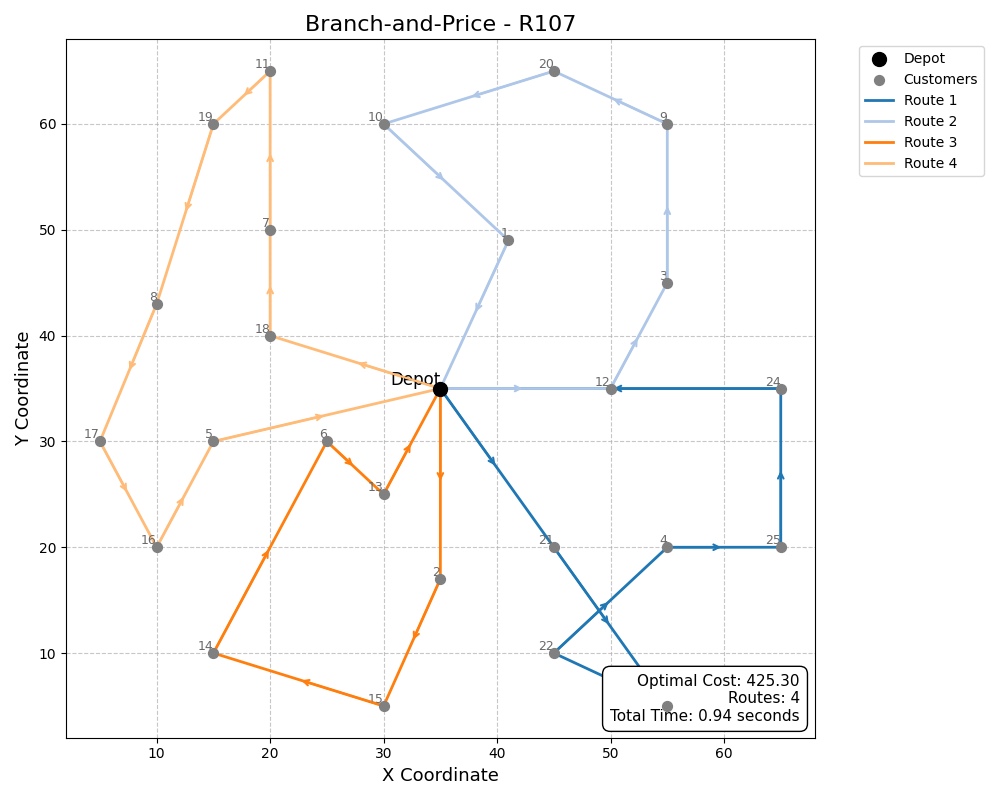 Branch-and-Price - R107
Depot
Customers
Route 1
Route 2
Route 3
Route 4
11
20
19
10
9
60
7
50
1
3
8
40
18
Depot
12
24
Y Coordinate
30
17
5
6
13
16
21
4
25
20
2
14
22
10
15
Optimal Cost: 425.30
Routes: 4
Total Time: 0.94 seconds
10
20
30
40
50
60
X Coordinate